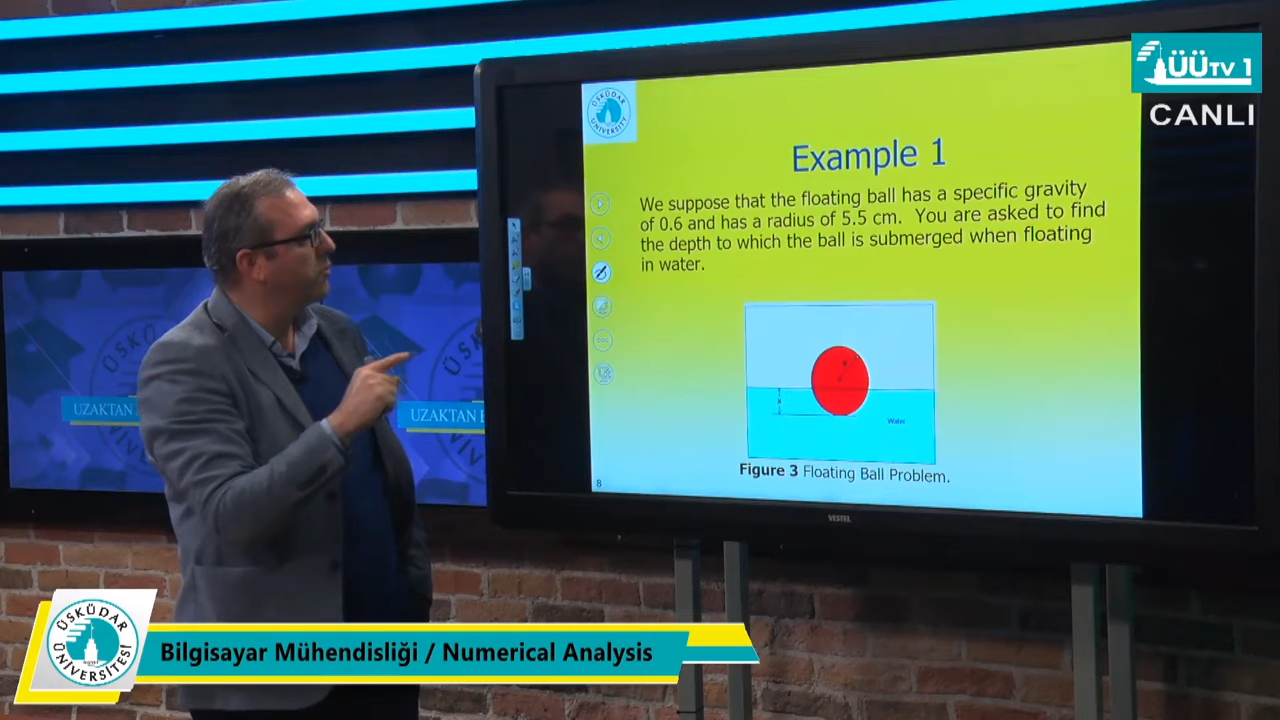 ÜÜTV 1
CANLI
ÜSKÜDAR UNIVERSITY
Example 1
We suppose that the floating ball has a specific gravity
of 0.6 and has a radius of 5.5 cm. You are asked to find
the depth to which the ball is submerged when floating
in water.
x
Water
Figure 3 Floating Ball Problem.
8
VESTEL
UZAKTAN
UZAKTAN
ÜSKÜDAR ÜNİVERSİTESİ
Bilgisayar Mühendisliği / Numerical Analysis